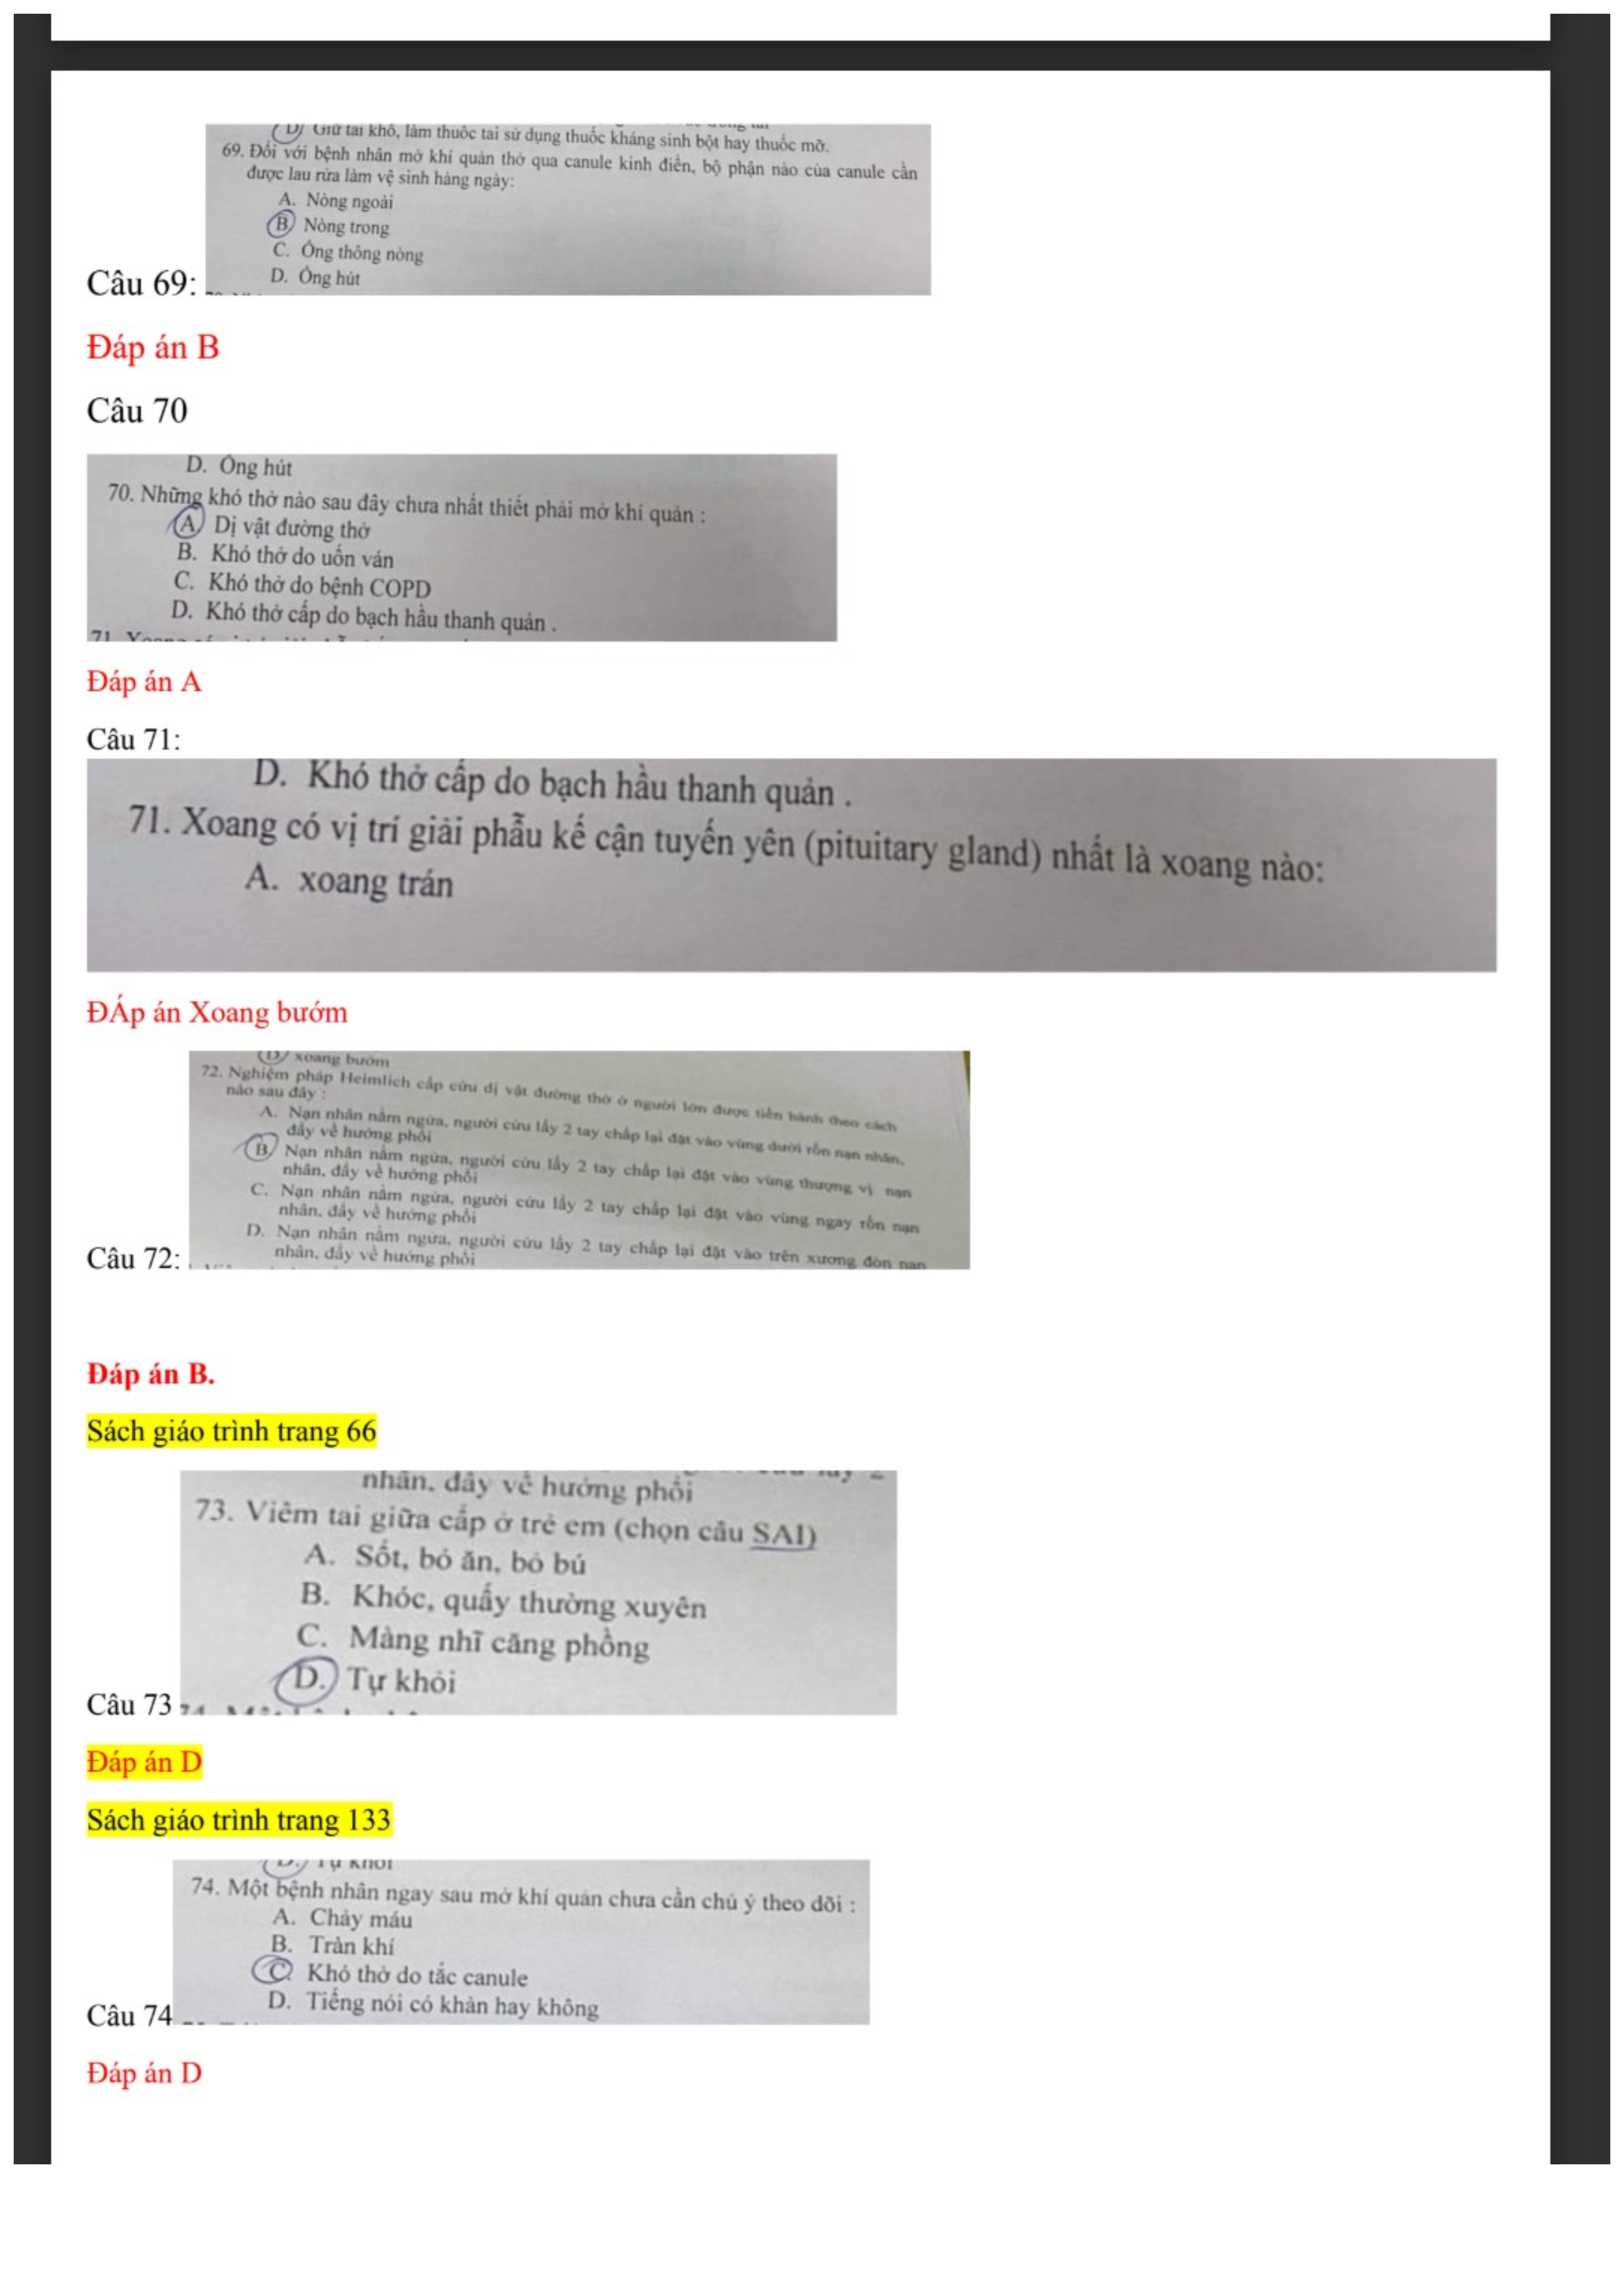 D. Giữ tai khô, làm thuốc tai sử dụng thuốc kháng sinh bột hay thuốc mỡ.
69. Đối với bệnh nhân mở khí quản thở qua canule kinh điển, bộ phận nào của canule cần
được lau rửa làm vệ sinh hàng ngày:
A. Nòng ngoài
B. Nòng trong
C. Ống thông nòng
D. Ống hút
Câu 69:
Đáp án B
Câu 70
D. Ống hút
70. Những khó thở nào sau đây chưa nhất thiết phải mở khí quản :
A. Dị vật đường thở
B. Khó thở do uốn ván
C. Khó thở do bệnh COPD
D. Khó thở cấp do bạch hầu thanh quản .
Đáp án A
Câu 71:
D. Khó thở cấp do bạch hầu thanh quản .
71. Xoang có vị trí giải phẫu kế cận tuyến yên (pituitary gland) nhất là xoang nào:
A. xoang trán
ĐÁp án Xoang bướm
D. xoang bướm
72. Nghiệm pháp Heimlich cấp cứu dị vật đường thở ở người lớn được tiến hành theo cách
nào sau đây :
A. Nạn nhân nằm ngửa, người cứu lấy 2 tay chắp lại đặt vào vùng dưới rốn nạn nhân,
đẩy về hướng phổi
B. Nạn nhân nằm ngửa, người cứu lấy 2 tay chắp lại đặt vào vùng thượng vị nạn
nhân, đẩy về hướng phổi
C. Nạn nhân nằm ngửa, người cứu lấy 2 tay chắp lại đặt vào vùng ngay rốn nạn
nhân, đẩy về hướng phổi
D. Nạn nhân nằm ngửa, người cứu lấy 2 tay chắp lại đặt vào trên xương đòn nạn
nhân, đẩy về hướng phổi
Câu 72:
Đáp án B.
Sách giáo trình trang 66
nhân, đẩy về hướng phổi
73. Viêm tai giữa cấp ở trẻ em (chọn câu SAI)
A. Sốt, bỏ ăn, bỏ bú
B. Khóc, quấy thường xuyên
C. Màng nhĩ căng phồng
D. Tự khỏi
Câu 73
Đáp án D
Sách giáo trình trang 133
D. Tự khỏi
74. Một bệnh nhân ngay sau mở khí quản chưa cần chú ý theo dõi :
A. Chảy máu
B. Tràn khí
C. Khó thở do tắc canule
D. Tiếng nói có khàn hay không
Câu 74
Đáp án D